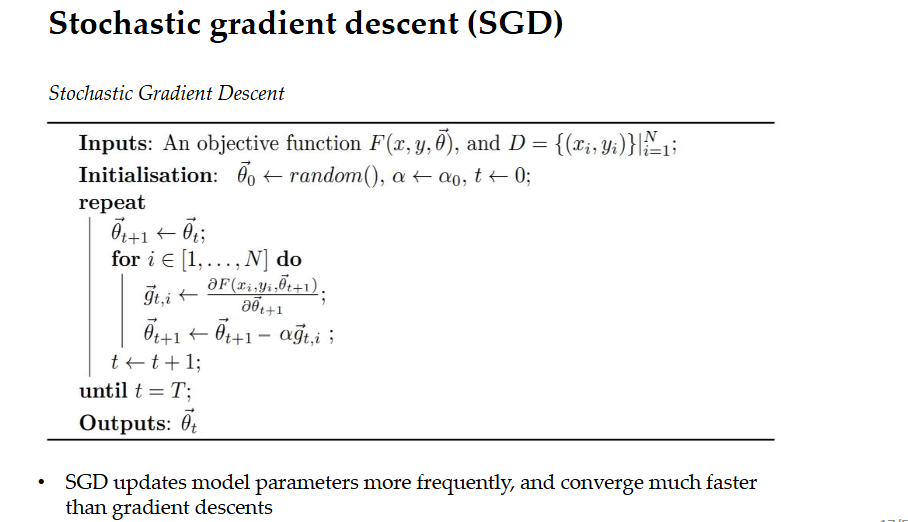 Stochastic gradient descent (SGD)
Stochastic Gradient Descent
Inputs: An objective function F(x, y, θ⃗), and D = {(xᵢ, yᵢ)}|ᴺᵢ₌₁;
Initialisation: θ⃗₀ ← random(), α ← α₀, t ← 0;
repeat
θ⃗ₜ₊₁ ← θ⃗ₜ;
for i ∈ [1, . . . , N] do
g⃗ₜ,ᵢ ← ∂F(xᵢ,yᵢ,θ⃗ₜ₊₁)/∂θ⃗ₜ₊₁;
θ⃗ₜ₊₁ ← θ⃗ₜ₊₁ − αg⃗ₜ,ᵢ ;
t ← t + 1;
until t = T;
Outputs: θ⃗ₜ
• SGD updates model parameters more frequently, and converge much faster
than gradient descents